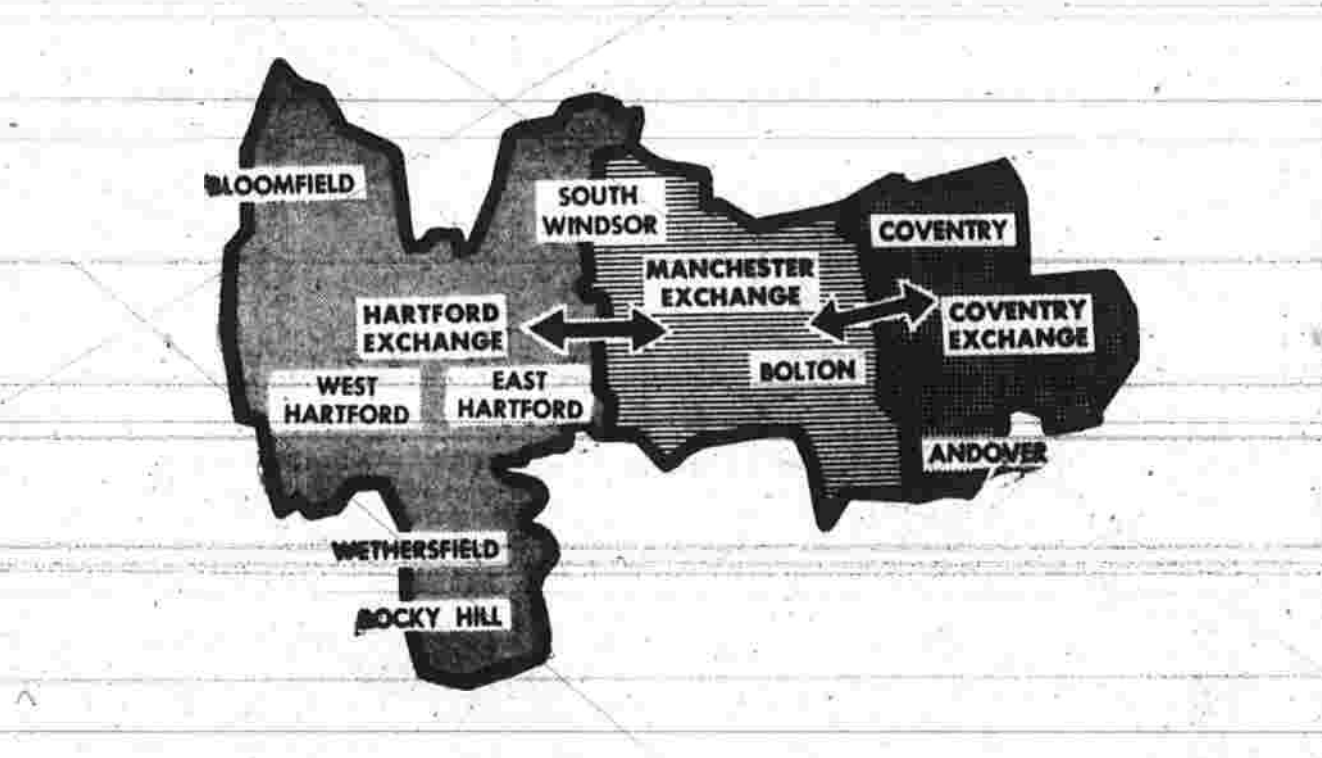 BLOOMFIELD
SOUTH
WINDSOR
COVENTRY
MANCHESTER
EXCHANGE
HARTFORD
EXCHANGE
COVENTRY
EXCHANGE
BOLTON
WEST
HARTFORD
EAST
HARTFORD
ANDOVER
WETHERSFIELD
ROCKY HILL